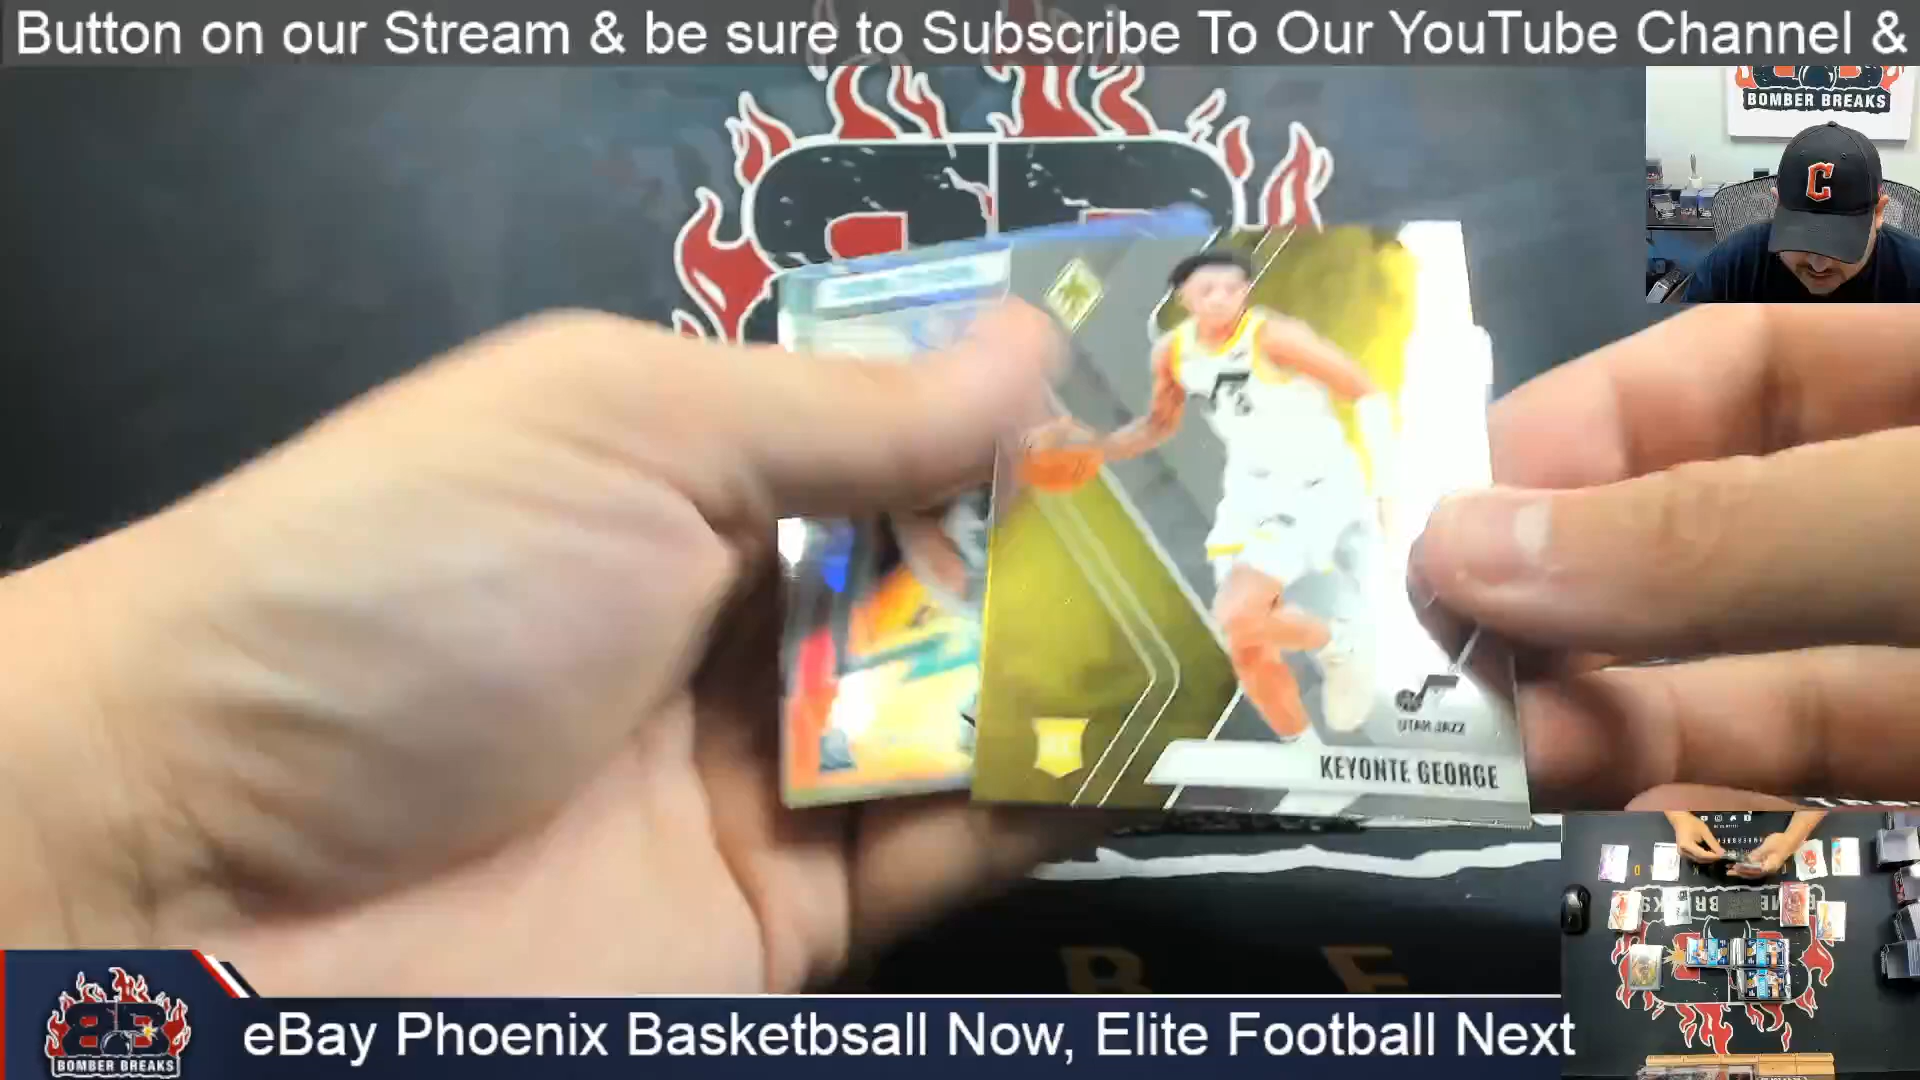 Button on our Stream & be sure to Subscribe To Our YouTube Channel &
BOMBER BREAKS
C
UTAH JAZZ
KEYONTE GEORGE
B E
eBay Phoenix Basketbsall Now, Elite Football Next
BOMBER BREAKS